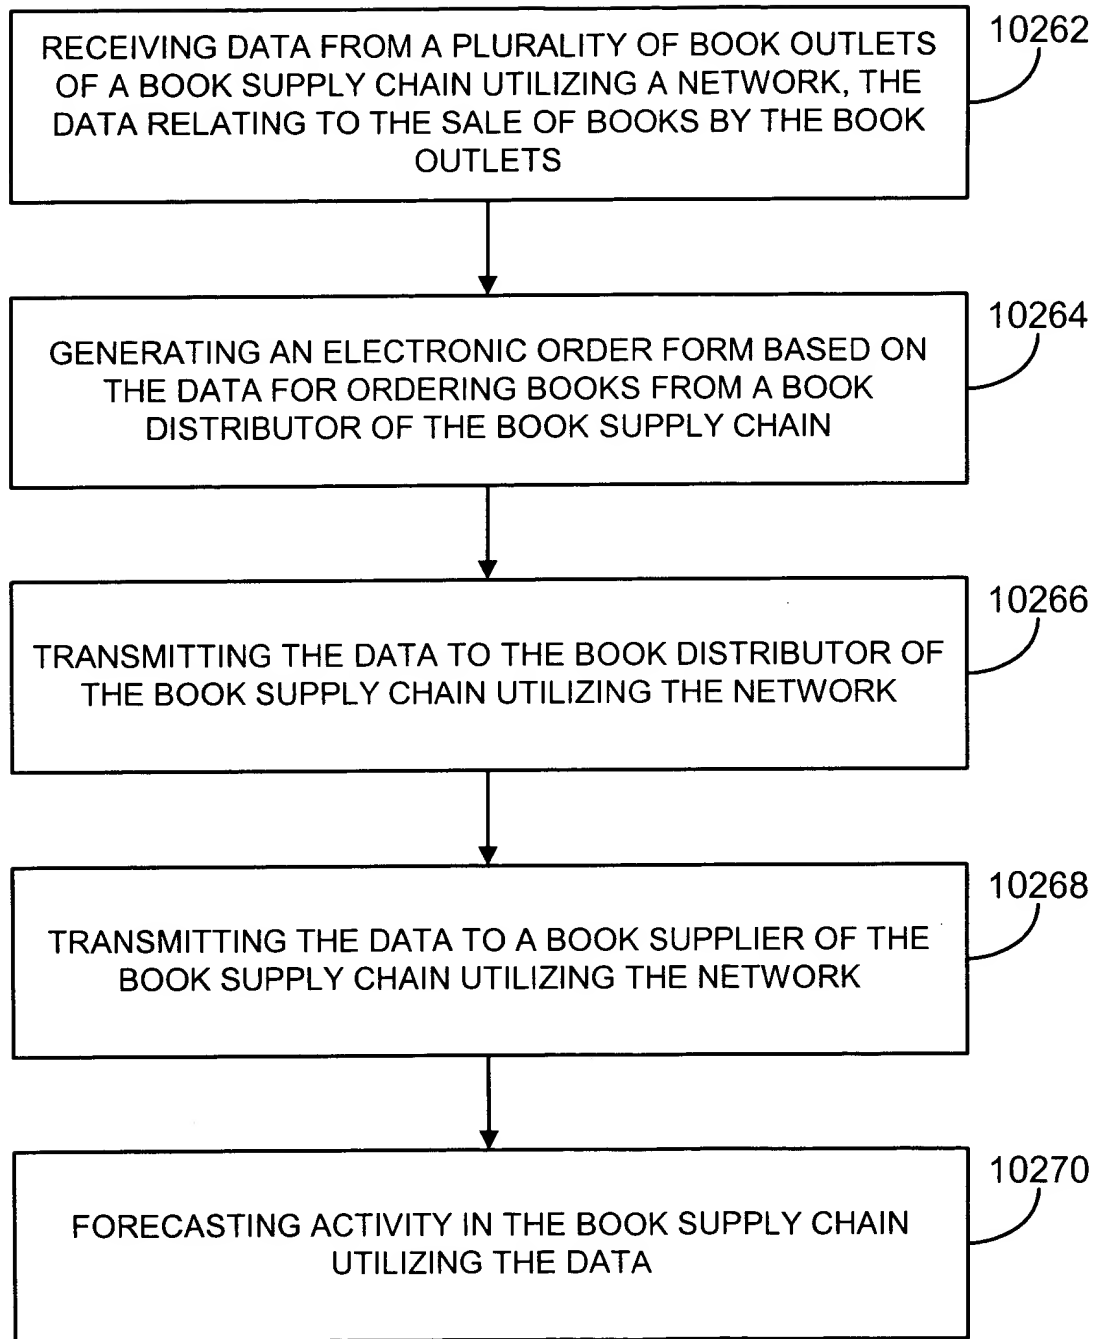 RECEIVING DATA FROM A PLURALITY OF BOOK OUTLETS
OF A BOOK SUPPLY CHAIN UTILIZING A NETWORK, THE
DATA RELATING TO THE SALE OF BOOKS BY THE BOOK
OUTLETS
10262
GENERATING AN ELECTRONIC ORDER FORM BASED ON
THE DATA FOR ORDERING BOOKS FROM A BOOK
DISTRIBUTOR OF THE BOOK SUPPLY CHAIN
10264
TRANSMITTING THE DATA TO THE BOOK DISTRIBUTOR OF
THE BOOK SUPPLY CHAIN UTILIZING THE NETWORK
10266
TRANSMITTING THE DATA TO A BOOK SUPPLIER OF THE
BOOK SUPPLY CHAIN UTILIZING THE NETWORK
10268
FORECASTING ACTIVITY IN THE BOOK SUPPLY CHAIN
UTILIZING THE DATA
10270